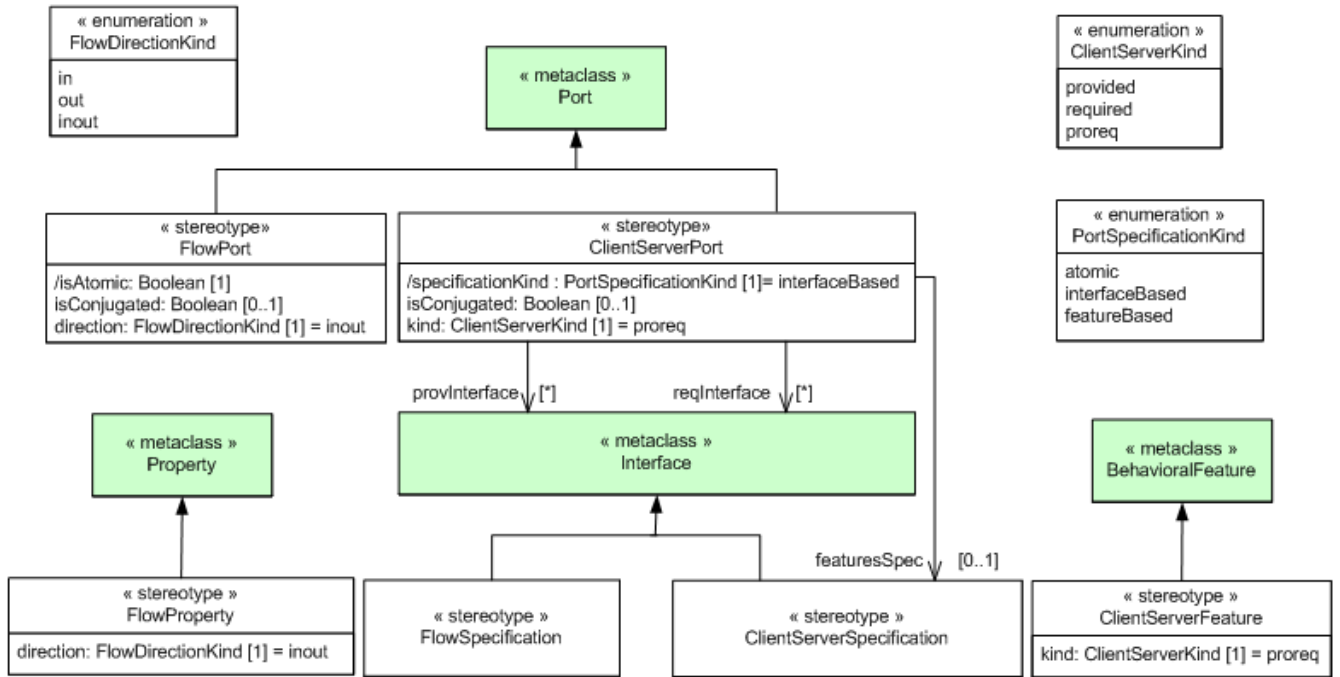 « enumeration »
FlowDirectionKind
in
out
inout
« metaclass »
Port
« enumeration »
ClientServerKind
provided
required
proreq
« stereotype»
FlowPort
/isAtomic: Boolean [1]
isConjugated: Boolean [0..1]
direction: FlowDirectionKind [1] = inout
« stereotype»
ClientServerPort
/specificationKind : PortSpecificationKind [1]= interfaceBased
isConjugated: Boolean [0..1]
kind: ClientServerKind [1] = proreq
« enumeration »
PortSpecificationKind
atomic
interfaceBased
featureBased
provInterface [*]
reqInterface [*]
« metaclass »
Property
« metaclass »
Interface
« metaclass »
BehavioralFeature
featuresSpec [0..1]
« stereotype »
FlowProperty
direction: FlowDirectionKind [1] = inout
« stereotype »
FlowSpecification
« stereotype »
ClientServerSpecification
« stereotype »
ClientServerFeature
kind: ClientServerKind [1] = proreq